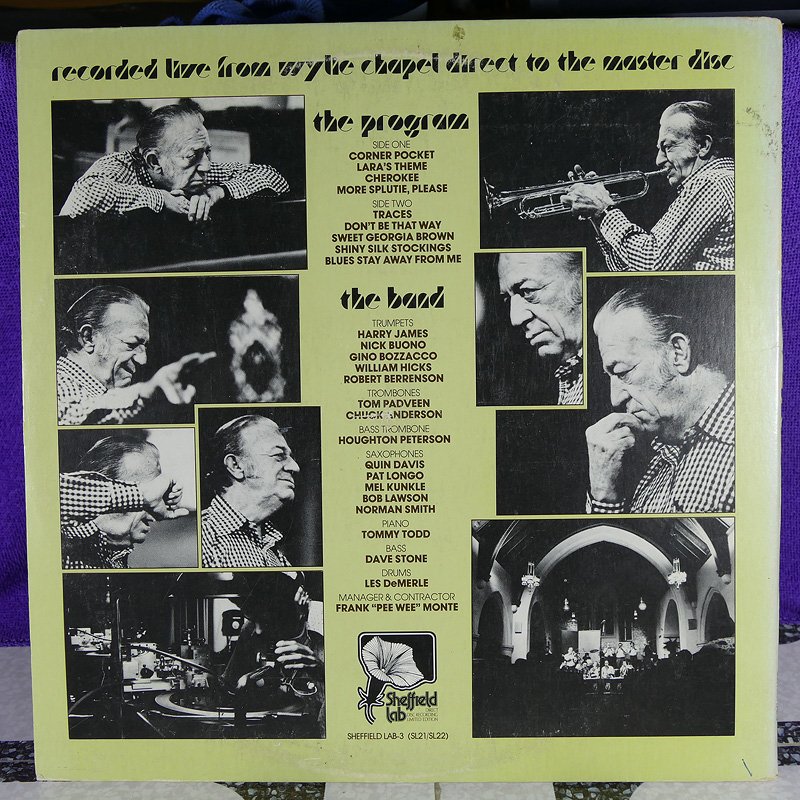 recorded live from wylie chapel direct to the master disc
the program
SIDE ONE
CORNER POCKET
LARA'S THEME
CHEROKEE
MORE SPLUTIE, PLEASE
SIDE TWO
TRACES
DON'T BE THAT WAY
SWEET GEORGIA BROWN
SHINY SILK STOCKINGS
BLUES STAY AWAY FROM ME
the band
TRUMPETS
HARRY JAMES
NICK BUONO
GINO BOZZACCO
WILLIAM HICKS
ROBERT BERRENSON
TROMBONES
TOM PADVEEN
CHUCK ANDERSON
BASS TROMBONE
HOUGHTON PETERSON
SAXOPHONES
QUIN DAVIS
PAT LONGO
MEL KUNKLE
BOB LAWSON
NORMAN SMITH
PIANO
TOMMY TODD
BASS
DAVE STONE
DRUMS
LES DeMERLE
MANAGER & CONTRACTOR
FRANK "PEE WEE" MONTE
Sheffield
lab
DIRECT
DISC RECORDING
LIMITED EDITION
SHEFFIELD LAB-3 (SL21/SL22)